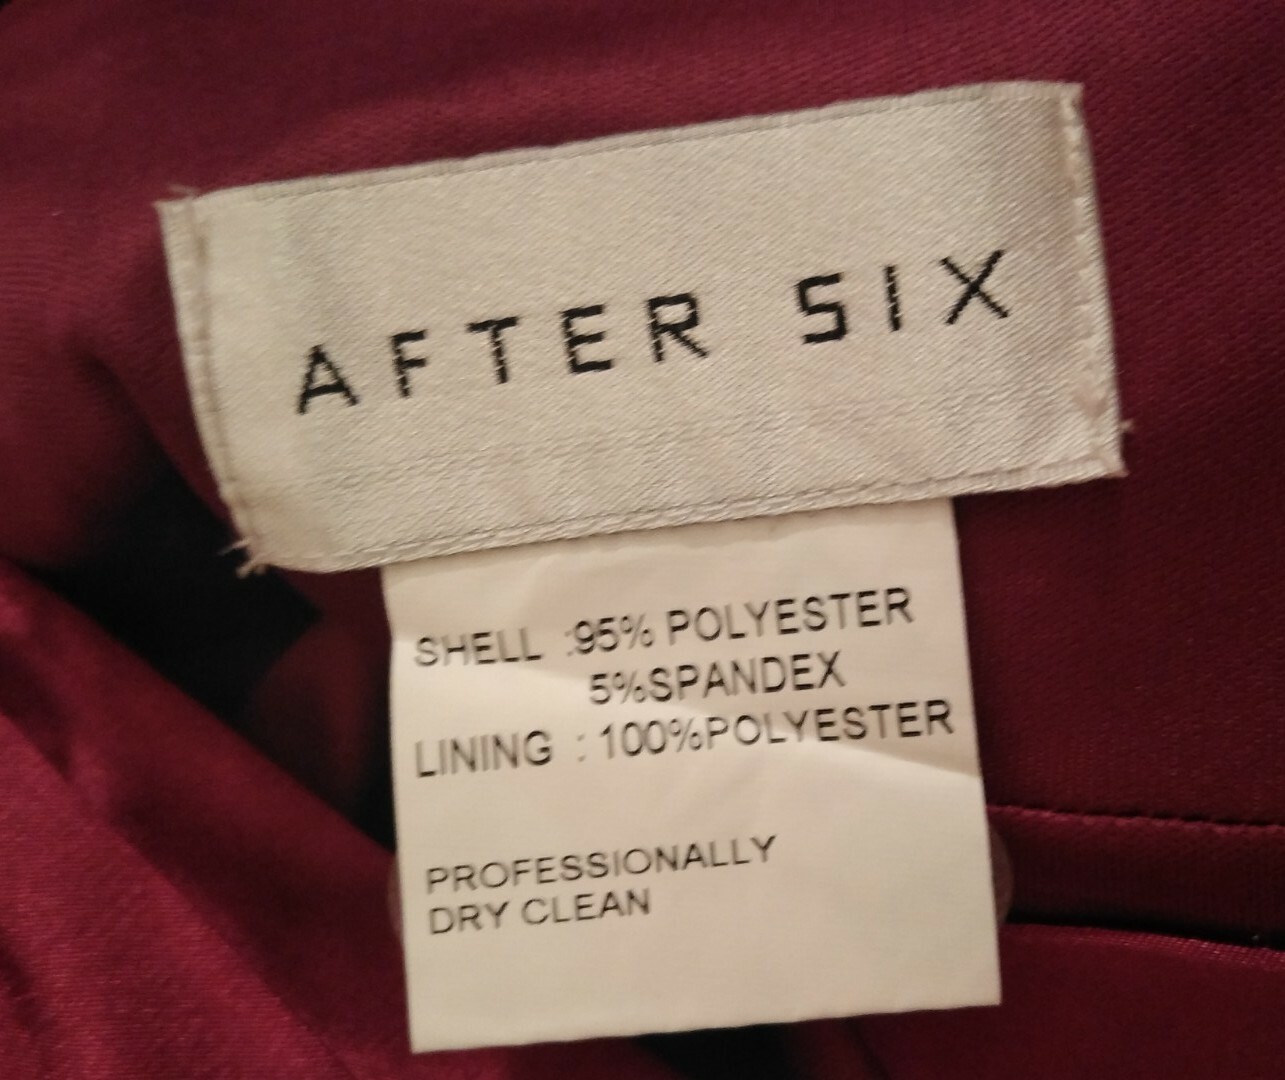 AFTER SIX
SHELL :95% POLYESTER
5%SPANDEX
LINING : 100%POLYESTER
PROFESSIONALLY
DRY CLEAN